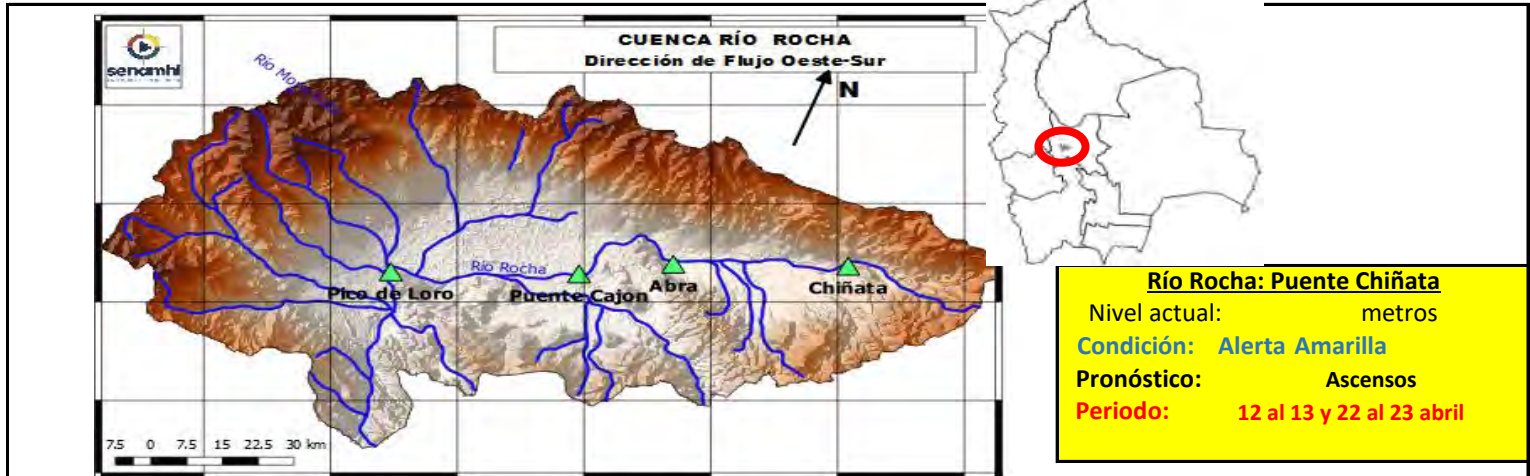 senamhi
CUENCA RÍO ROCHA
Dirección de Flujo Oeste-Sur
N
Río
Río Rocha
Pico de Loro
Puente Cajon
Abra
Chiñata
7.5 0 7.5 15 22.5 30 km
Río Rocha: Puente Chiñata
Nivel actual: metros
Condición: Alerta Amarilla
Pronóstico: Ascensos
Periodo: 12 al 13 y 22 al 23 abril